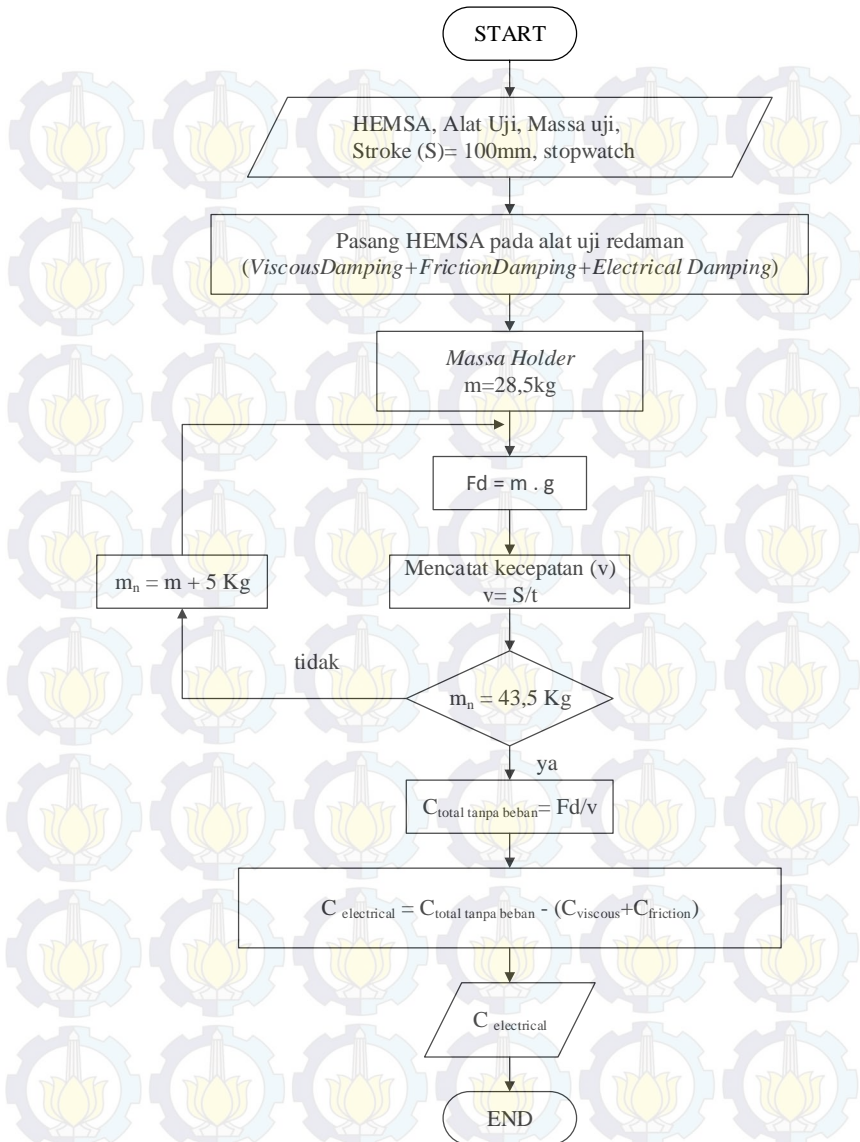 START
HEMSA, Alat Uji, Massa uji,
Stroke (S)= 100mm, stopwatch
Pasang HEMSA pada alat uji redaman
(ViscousDamping+FrictionDamping+Electrical Damping)
Massa Holder
m=28,5kg
Fd = m . g
Mencatat kecepatan (v)
v= S/t
mn = m + 5 Kg
tidak
mn = 43,5 Kg
ya
Ctotal tanpa beban= Fd/v
C electrical = Ctotal tanpa beban - (Cviscous+Cfriction)
C electrical
END